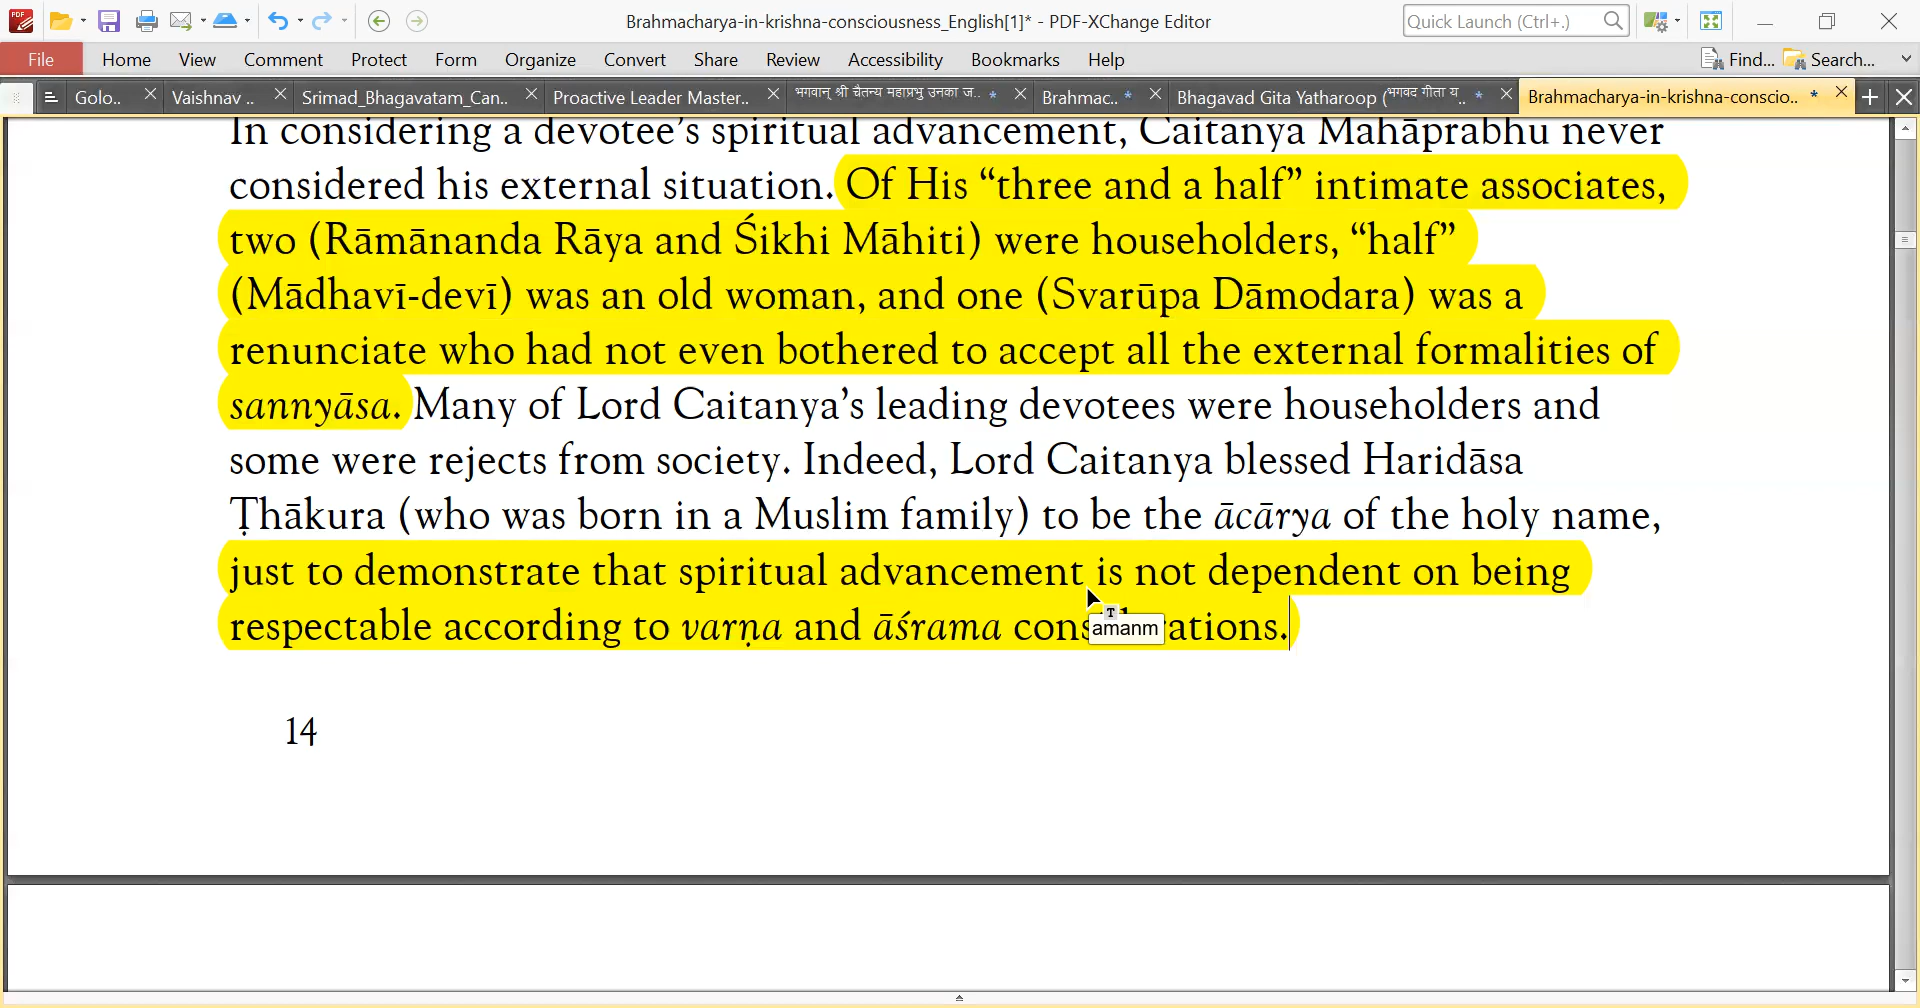 Brahmacharya-in-krishna-consciousness_English[1]* - PDF-XChange Editor
Quick Launch (Ctrl+.)
File Home View Comment Protect Form Organize Convert Share Review Accessibility Bookmarks Help Find... Search...
Golo.. Vaishnav .. Srimad_Bhagavatam_Can.. Proactive Leader Master.. भगवान् श्री चैतन्य महाप्रभु उनका ज.. * Brahmac.. * Bhagavad Gita Yatharoop (भगवद गीता य.. * Brahmacharya-in-krishna-conscio.. *
In considering a devotee's spiritual advancement, Caitanya Mahāprabhu never
considered his external situation. Of His “three and a half” intimate associates,
two (Rāmānanda Rāya and Śikhi Māhiti) were householders, “half”
(Mādhavī-devī) was an old woman, and one (Svarūpa Dāmodara) was a
renunciate who had not even bothered to accept all the external formalities of
sannyāsa. Many of Lord Caitanya’s leading devotees were householders and
some were rejects from society. Indeed, Lord Caitanya blessed Haridāsa
Ṭhākura (who was born in a Muslim family) to be the ācārya of the holy name,
just to demonstrate that spiritual advancement is not dependent on being
respectable according to varṇa and āśrama cons ations.
amanm
14